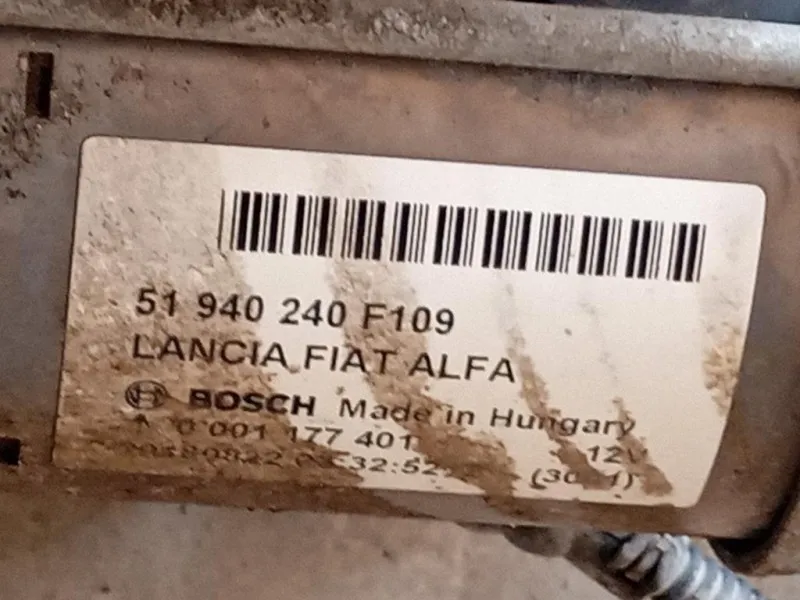 51 940 240 F109
LANCIA FIAT ALFA
BOSCH Made in Hungary
A 0 001 177 401 12V